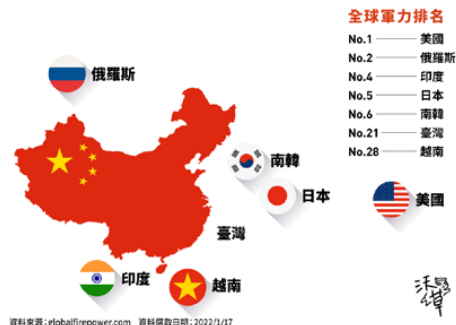 全球軍力排名
No.1 美國
No.2 俄羅斯
No.4 印度
No.5 日本
No.6 南韓
No.21 臺灣
No.28 越南
俄羅斯
南韓
日本
美國
臺灣
印度
越南
資料來源：globalfirepower.com 資料擷取日期：2022/1/17